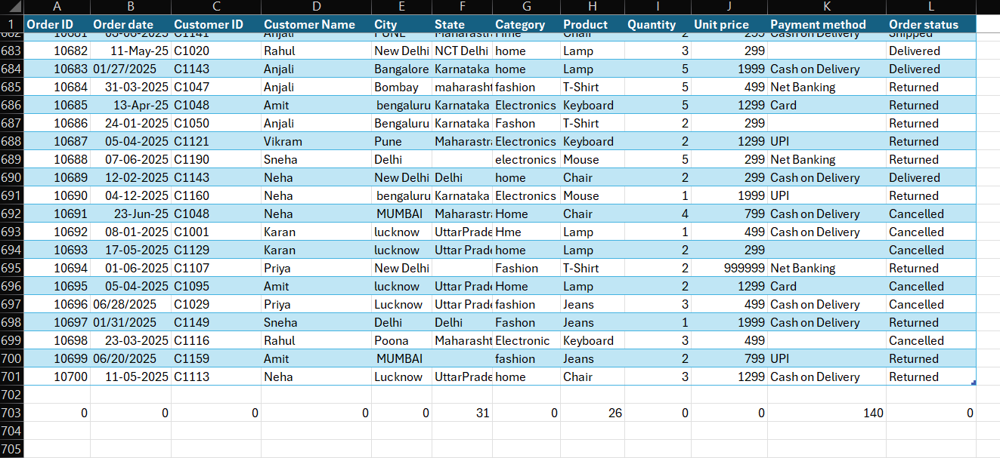 A B C D E F G H I J K L
1 Order ID Order date Customer ID Customer Name City State Category Product Quantity Unit price Payment method Order status
682 10681 05-06-2025 C1141 Anjali PUNE Maharastr Hme Chair 2 299 Cash on Delivery Shipped
683 10682 11-May-25 C1020 Rahul New Delhi NCT Delhi home Lamp 3 299 Delivered
684 10683 01/27/2025 C1143 Anjali Bangalore Karnataka home Lamp 5 1999 Cash on Delivery Delivered
685 10684 31-03-2025 C1047 Anjali Bombay maharasht fashion T-Shirt 5 499 Net Banking Returned
686 10685 13-Apr-25 C1048 Amit bengaluru Karnataka Electronics Keyboard 5 1299 Card Returned
687 10686 24-01-2025 C1050 Anjali Bengaluru Karnataka Fashon T-Shirt 2 299 Returned
688 10687 05-04-2025 C1121 Vikram Pune Maharastr Electronics Keyboard 2 1299 UPI Returned
689 10688 07-06-2025 C1190 Sneha Delhi electronics Mouse 5 299 Net Banking Returned
690 10689 12-02-2025 C1143 Neha New Delhi Delhi home Chair 2 299 Cash on Delivery Delivered
691 10690 04-12-2025 C1160 Neha bengaluru Karnataka Electronics Mouse 1 1999 UPI Returned
692 10691 23-Jun-25 C1048 Neha MUMBAI Maharastr Home Chair 4 799 Cash on Delivery Cancelled
693 10692 08-01-2025 C1001 Karan lucknow UttarPrade Hme Lamp 1 499 Cash on Delivery Cancelled
694 10693 17-05-2025 C1129 Karan lucknow Uttar Prade home Lamp 2 299 Cancelled
695 10694 01-06-2025 C1107 Priya New Delhi Fashion T-Shirt 2 999999 Net Banking Returned
696 10695 05-04-2025 C1095 Amit lucknow Uttar Prade Home Lamp 2 1299 Card Cancelled
697 10696 06/28/2025 C1029 Priya Lucknow Uttar Prade fashion Jeans 3 499 Cash on Delivery Cancelled
698 10697 01/31/2025 C1149 Sneha Delhi Delhi Fashon Jeans 1 1999 Cash on Delivery Returned
699 10698 23-03-2025 C1116 Rahul Poona Maharasht Electronic Keyboard 3 499 Cancelled
700 10699 06/20/2025 C1159 Amit MUMBAI fashion Jeans 2 799 UPI Returned
701 10700 11-05-2025 C1113 Neha Lucknow UttarPrade home Chair 3 1299 Cash on Delivery Returned
702
703 0 0 0 0 0 31 0 26 0 0 140 0
704
705